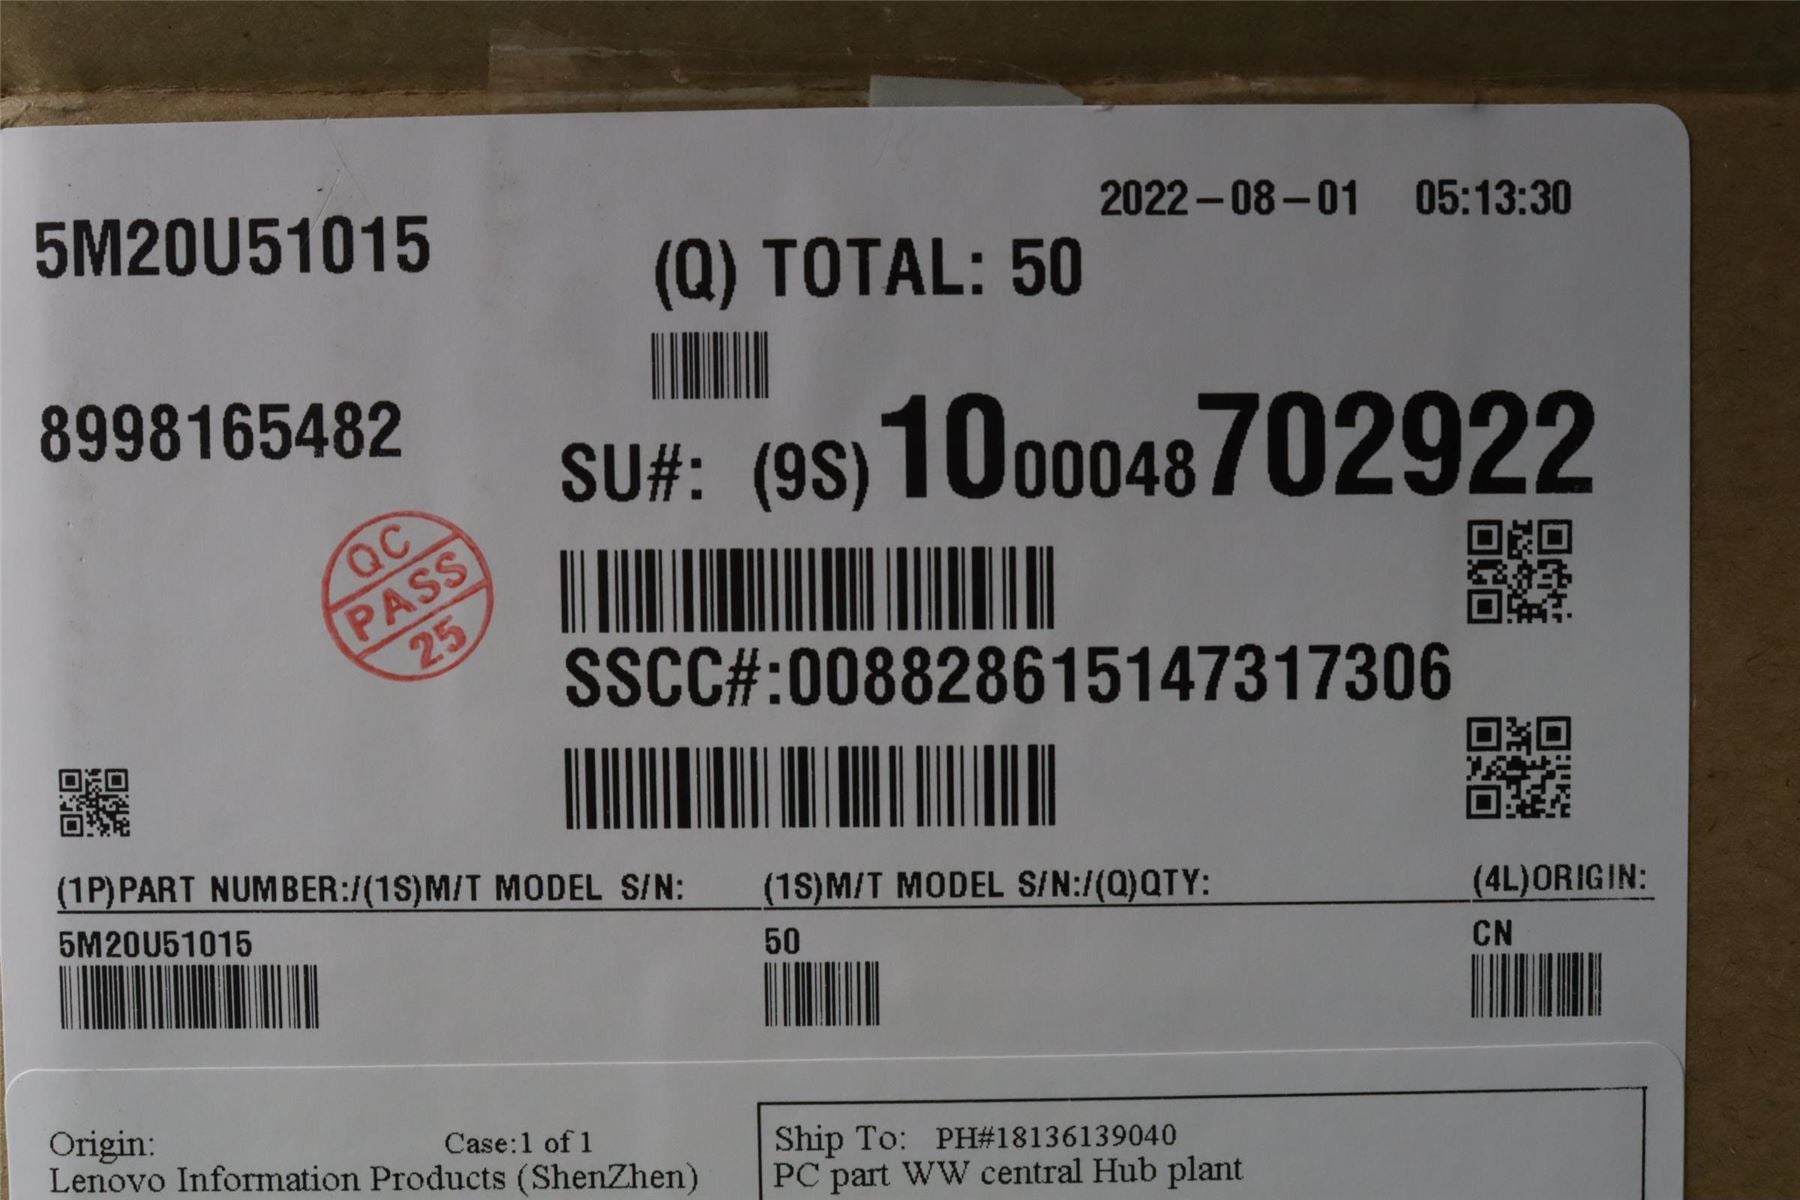 2022-08-01 05:13:30
5M20U51015
(Q) TOTAL: 50
8998165482
SU#: (9S)1000048702922
QC
PASS
25
SSCC#:00882861514731​7306
(1P)PART NUMBER:/(1S)M/T MODEL S/N:
(1S)M/T MODEL S/N:/(Q)QTY:
(4L)ORIGIN:
5M20U51015
50
CN
Origin:
Case:1 of 1
Lenovo Information Products (ShenZhen)
Ship To: PH#18136139040
PC part WW central Hub plant